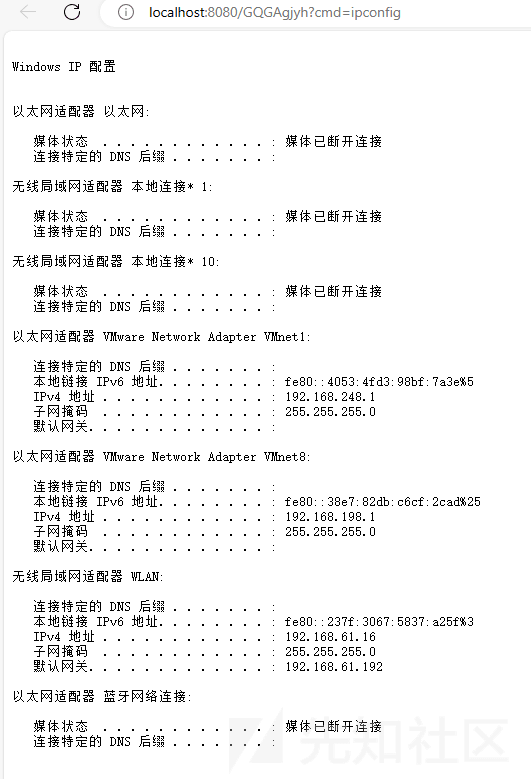 localhost:8080/GQGAgjyh?cmd=ipconfig
Windows IP 配置
以太网适配器 以太网:
媒体状态 . . . . . . . . . . . . : 媒体已断开连接
连接特定的 DNS 后缀 . . . . . . . :
无线局域网适配器 本地连接* 1:
媒体状态 . . . . . . . . . . . . : 媒体已断开连接
连接特定的 DNS 后缀 . . . . . . . :
无线局域网适配器 本地连接* 10:
媒体状态 . . . . . . . . . . . . : 媒体已断开连接
连接特定的 DNS 后缀 . . . . . . . :
以太网适配器 VMware Network Adapter VMnet1:
连接特定的 DNS 后缀 . . . . . . . :
本地链接 IPv6 地址. . . . . . . . : fe80::4053:4fd3:98bf:7a3e%5
IPv4 地址 . . . . . . . . . . . . : 192.168.248.1
子网掩码 . . . . . . . . . . . . : 255.255.255.0
默认网关. . . . . . . . . . . . . :
以太网适配器 VMware Network Adapter VMnet8:
连接特定的 DNS 后缀 . . . . . . . :
本地链接 IPv6 地址. . . . . . . . : fe80::38e7:82db:c6cf:2cad%25
IPv4 地址 . . . . . . . . . . . . : 192.168.198.1
子网掩码 . . . . . . . . . . . . : 255.255.255.0
默认网关. . . . . . . . . . . . . :
无线局域网适配器 WLAN:
连接特定的 DNS 后缀 . . . . . . . :
本地链接 IPv6 地址. . . . . . . . : fe80::237f:3067:5837:a25f%3
IPv4 地址 . . . . . . . . . . . . : 192.168.61.16
子网掩码 . . . . . . . . . . . . : 255.255.255.0
默认网关. . . . . . . . . . . . . : 192.168.61.192
以太网适配器 蓝牙网络连接:
媒体状态 . . . . . . . . . . . . : 媒体已断开连接
连接特定的 DNS 后缀 . . . . . . . :
先知社区